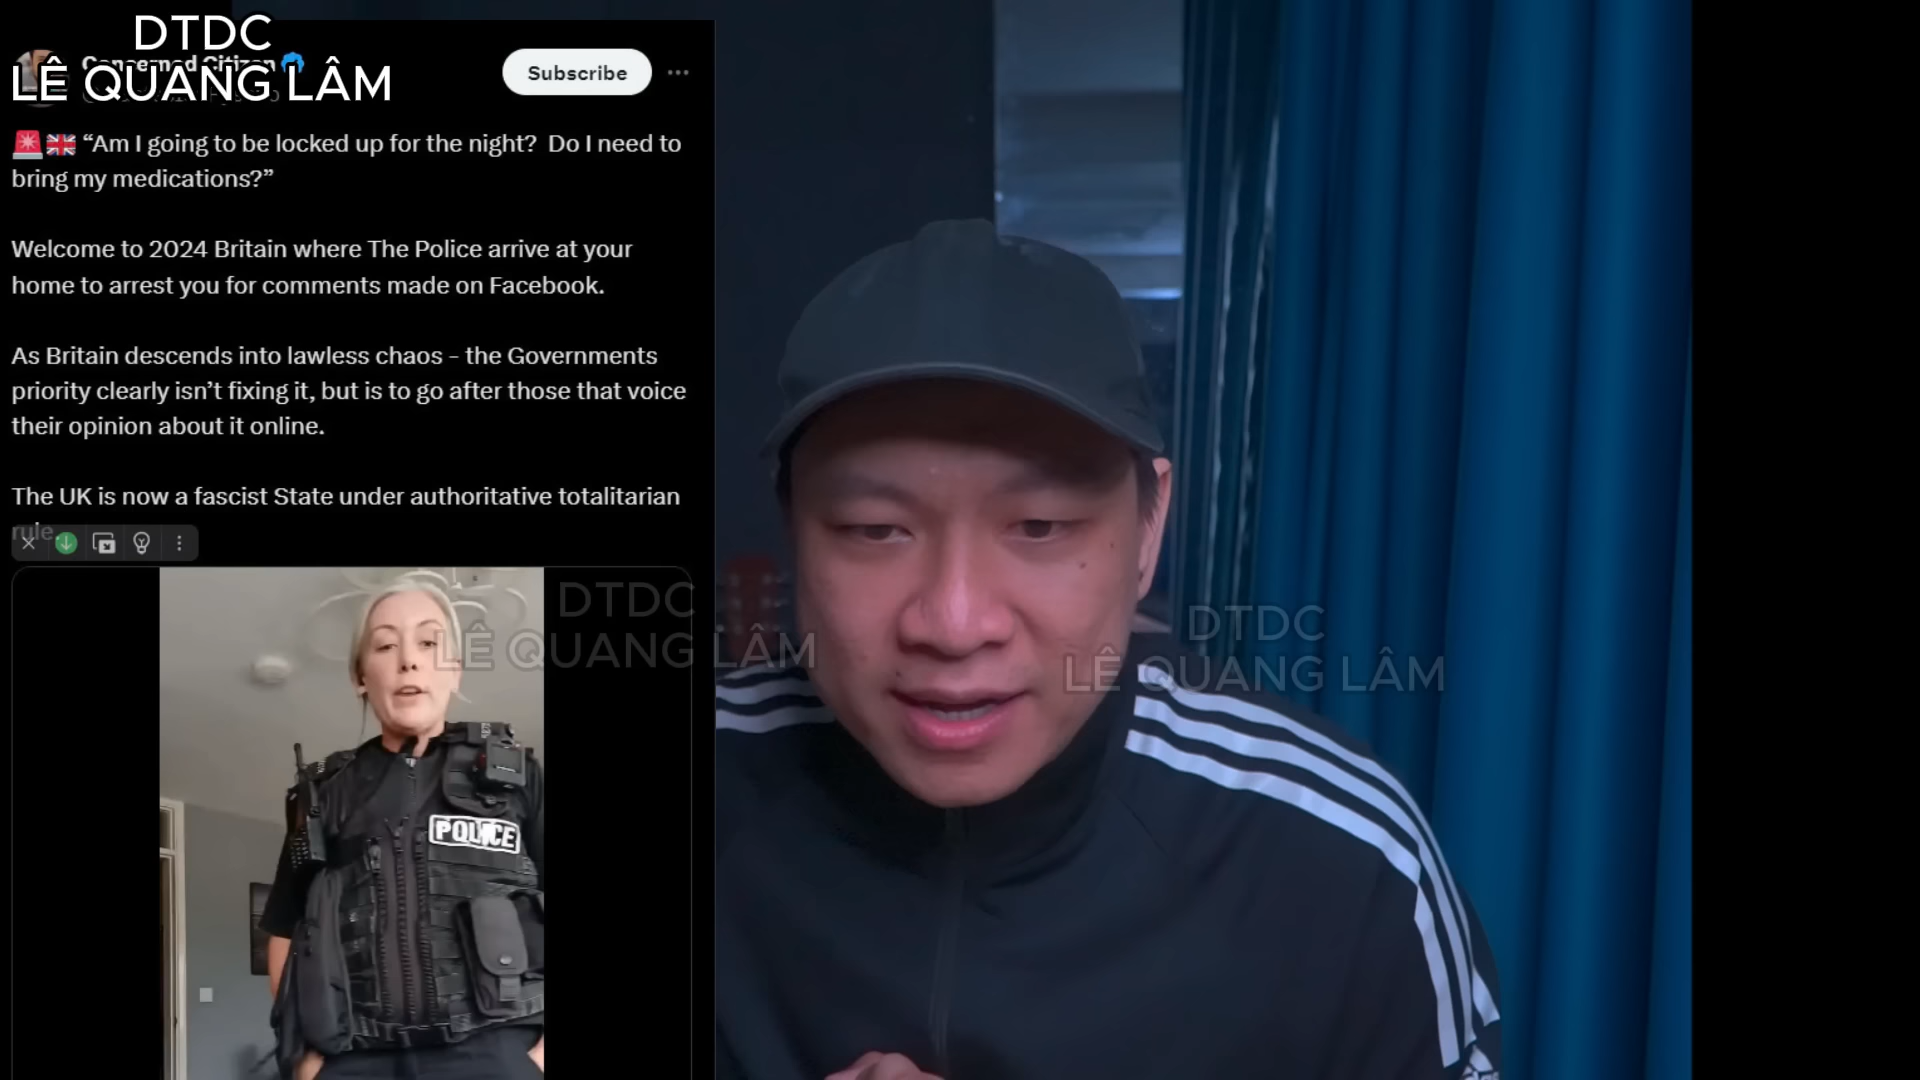 DTDC
LÊ QUANG LÂM
Concerned Citizen
Subscribe
“Am I going to be locked up for the night?  Do I need to
bring my medications?”
Welcome to 2024 Britain where The Police arrive at your
home to arrest you for comments made on Facebook.
As Britain descends into lawless chaos - the Governments
priority clearly isn’t fixing it, but is to go after those that voice
their opinion about it online.
The UK is now a fascist State under authoritative totalitarian
rule.
DTDC
LÊ QUANG LÂM
DTDC
LÊ QUANG LÂM
POLICE